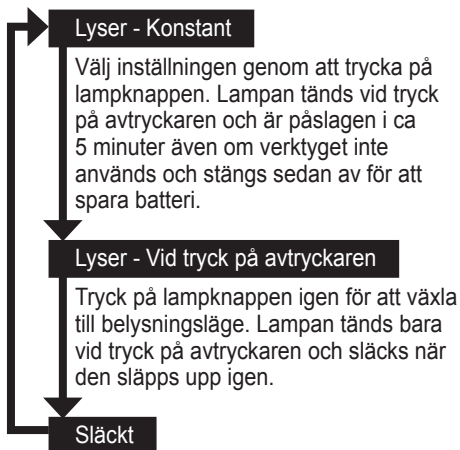 Lyser - Konstant
Välj inställningen genom att trycka på
lampknappen. Lampan tänds vid tryck
på avtryckaren och är påslagen i ca
5 minuter även om verktyget inte
används och stängs sedan av för att
spara batteri.
Lyser - Vid tryck på avtryckaren
Tryck på lampknappen igen för att växla
till belysningsläge. Lampan tänds bara
vid tryck på avtryckaren och släcks när
den släpps upp igen.
Släckt